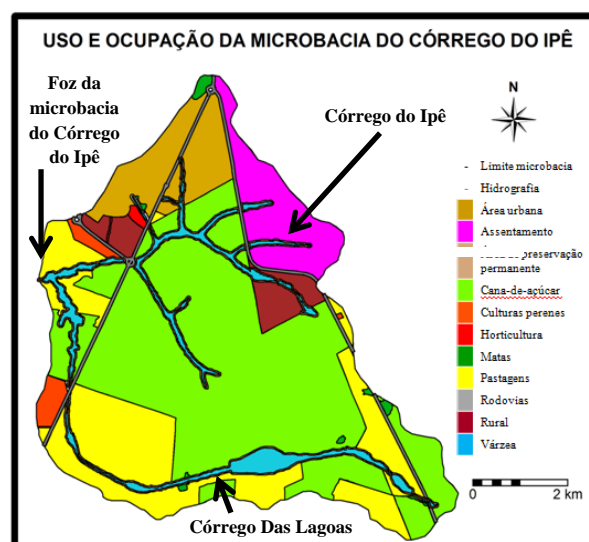 USO E OCUPAÇÃO DA MICROBACIA DO CÓRREGO DO IPÊ
Foz da
microbacia
do Córrego
do Ipê
Córrego do Ipê
N
Limite microbacia
Hidrografia
Área urbana
Assentamento
preservação
permanente
Cana-de-açúcar
Culturas perenes
Horticultura
Matas
Pastagens
Rodovias
Rural
Várzea
0 2 km
Córrego Das Lagoas